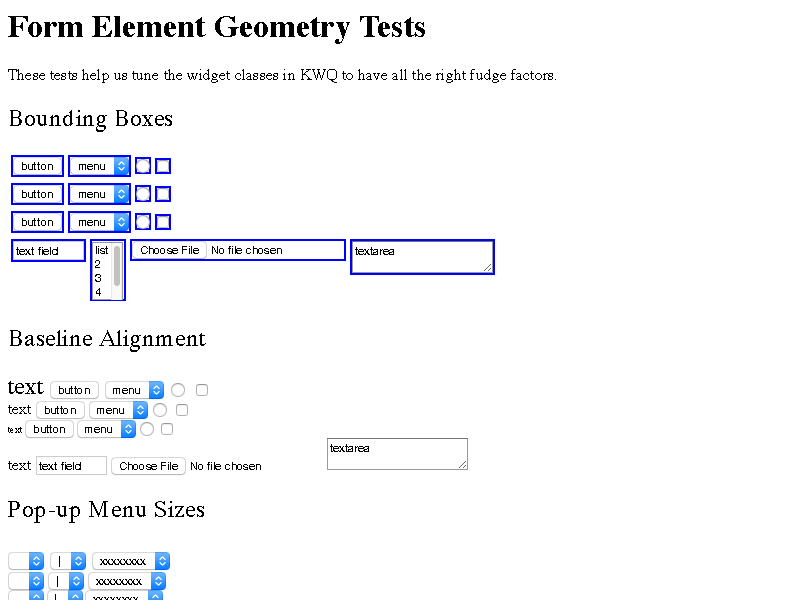 Form Element Geometry Tests
These tests help us tune the widget classes in KWQ to have all the right fudge factors.
Bounding Boxes
button menu
button menu
button menu
text field list Choose File No file chosen textarea
2
3
4
Baseline Alignment
text button menu
text button menu
text button menu
textarea
text text field Choose File No file chosen
Pop-up Menu Sizes
| xxxxxxxx
| xxxxxxxx
| xxxxxxxx